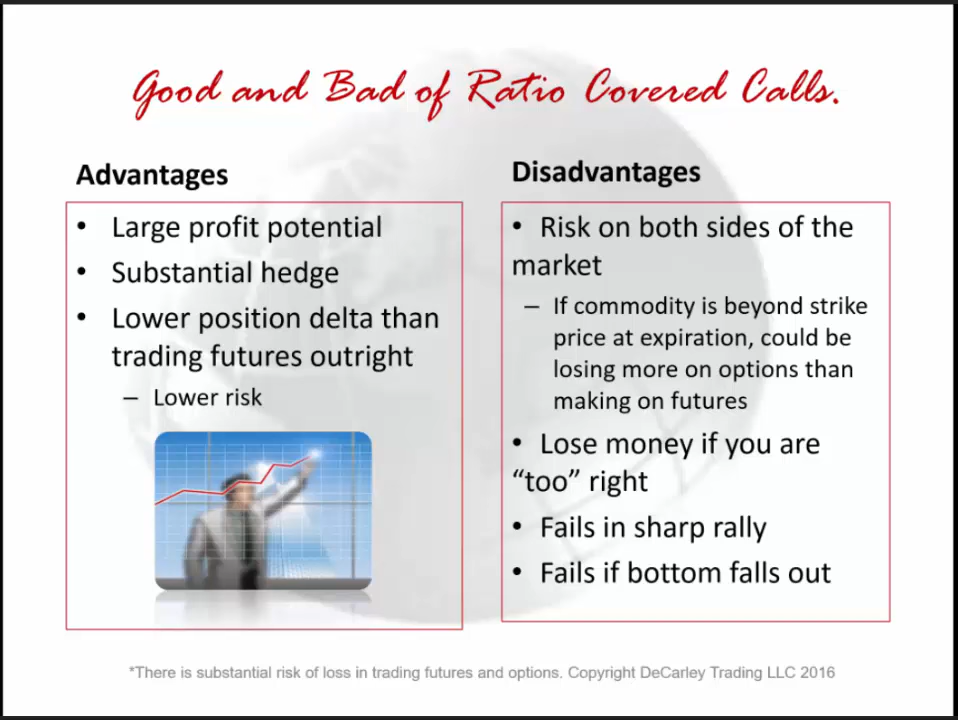 Good and Bad of Ratio Covered Calls.
Advantages
• Large profit potential
• Substantial hedge
• Lower position delta than
trading futures outright
– Lower risk
Disadvantages
• Risk on both sides of the
market
– If commodity is beyond strike
price at expiration, could be
losing more on options than
making on futures
• Lose money if you are
“too” right
• Fails in sharp rally
• Fails if bottom falls out
*There is substantial risk of loss in trading futures and options. Copyright DeCarley Trading LLC 2016